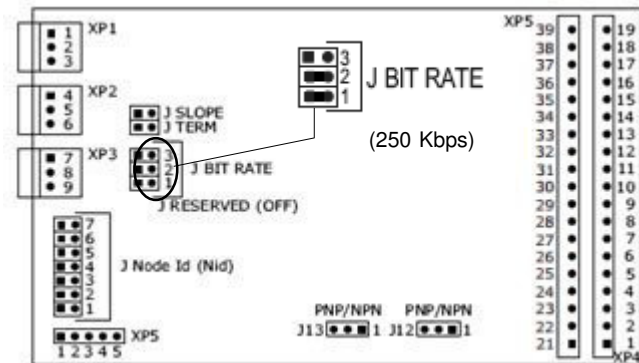 1 XP1
2
3
4 XP2
5
6
7 XP3
8
9
J SLOPE
J TERM
3
2 J BIT RATE
1
J RESERVED (OFF)
3
2 J BIT RATE
1
(250 Kbps)
7
6
5
4 J Node Id (Nid)
3
2
1
XP5
1 2 3 4 5
PNP/NPN PNP/NPN
J13 1 J12 1
XP5
39 19
38 18
37 17
36 16
35 15
34 14
33 13
32 12
31 11
30 10
29 9
28 8
27 7
26 6
25 5
24 4
23 3
22 2
21 1
XP4